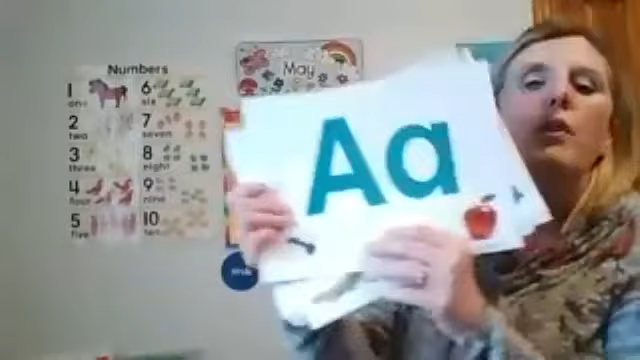 Numbers
1 one
2 two
3 three
4 four
5 five
6 six
7 seven
8 eight
9 nine
10 ten
May
Aa